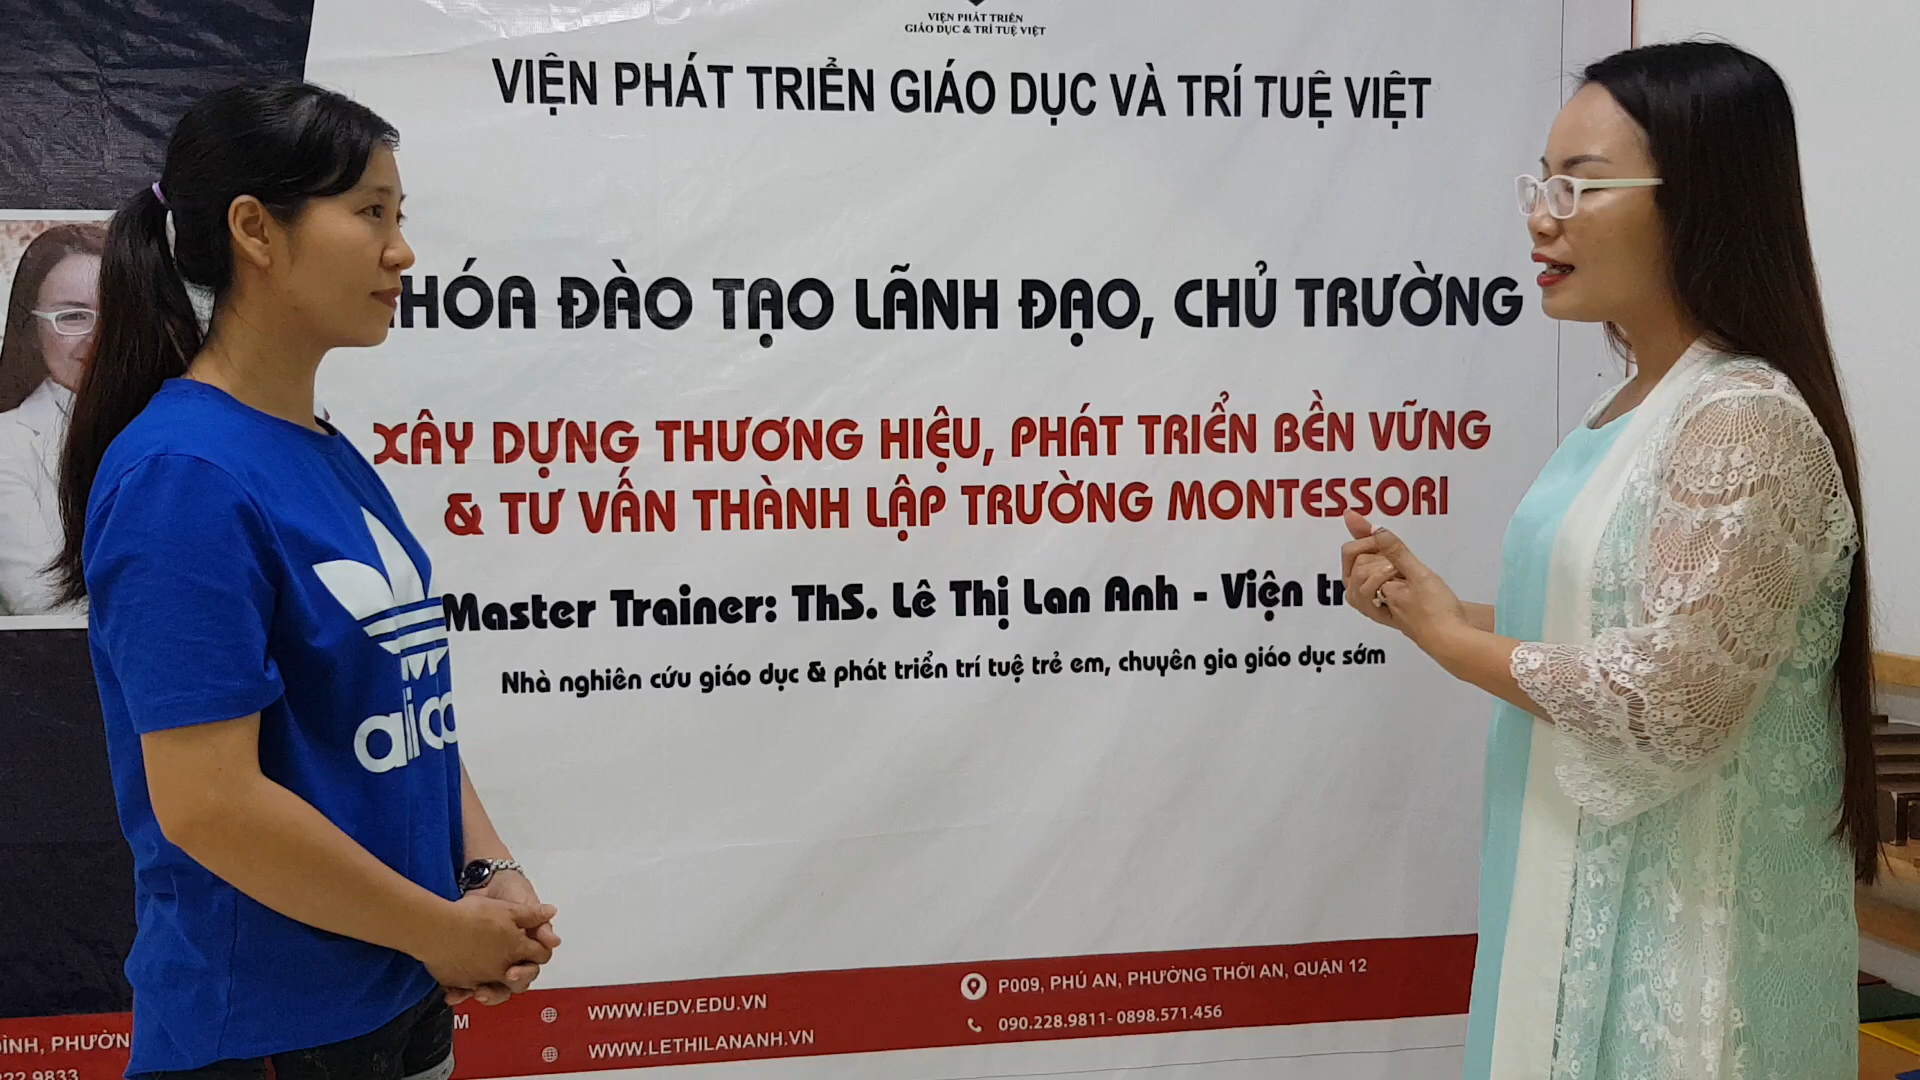 VIỆN PHÁT TRIỂN
GIÁO DỤC & TRÍ TUỆ VIỆT
VIỆN PHÁT TRIỂN GIÁO DỤC VÀ TRÍ TUỆ VIỆT
HÓA ĐÀO TẠO LÃNH ĐẠO, CHỦ TRƯỜNG
XÂY DỰNG THƯƠNG HIỆU, PHÁT TRIỂN BỀN VỮNG
& TƯ VẤN THÀNH LẬP TRƯỜNG MONTESSORI
Master Trainer: ThS. Lê Thị Lan Anh - Viện tr
Nhà nghiên cứu giáo dục & phát triển trí tuệ trẻ em, chuyên gia giáo dục sớm
WWW.IEDV.EDU.VN
WWW.LETHILANANH.VN
P009, PHÚ AN, PHƯỜNG THỚI AN, QUẬN 12
090.228.9811- 0898.571.456
ĐÌNH, PHƯỜN
M
922.9833